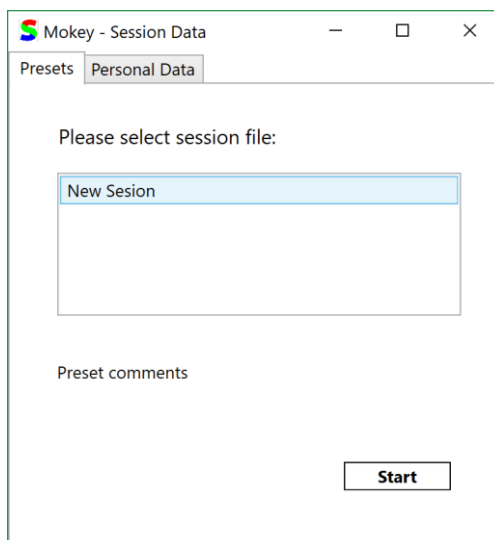 Mokey - Session Data
Presets Personal Data
Please select session file:
New Sesion
Preset comments
Start